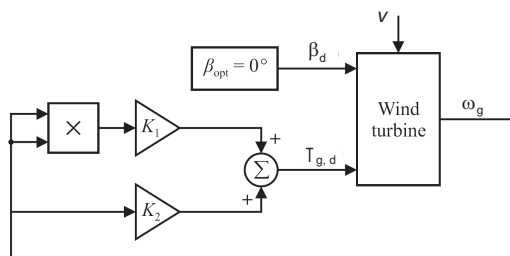 v
β_opt = 0°
β_d
Wind
turbine
ω_g
×
K_1
+
Σ
T_g, d
+
K_2